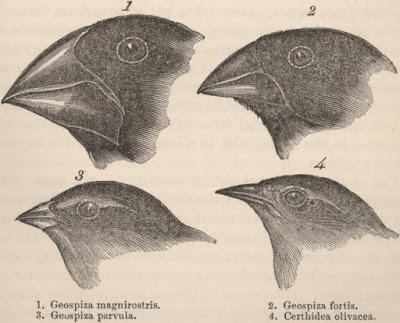 1 2
3 4
1. Geospiza magnirostris. 2. Geospiza fortis.
3. Geospiza parvula. 4. Certhidea olivacea.